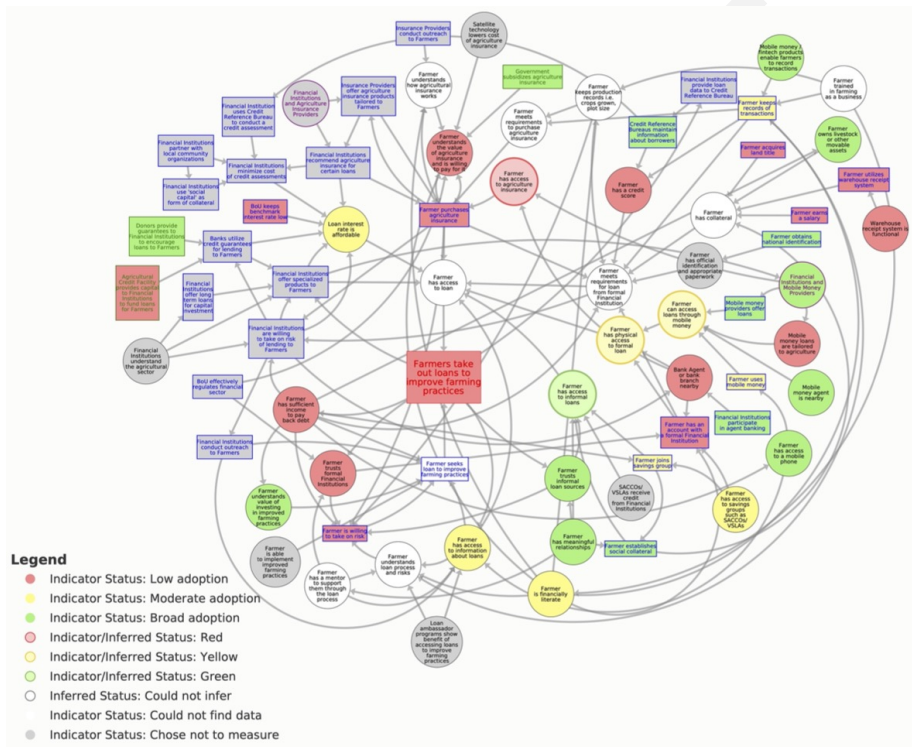 Insurance Providers
conduct outreach
to Farmers
Satellite
technology
lowers cost
of agriculture
insurance
Mobile money /
fintech products
enable farmers
to record
transactions
Farmer
understands
how agricultural
insurance
works
Government
subsidizes agriculture
insurance
Farmer
keeps production
records i.e.
crops grown,
plot size
Financial Institution
provide loan
data to Credit
Reference Bureau
Farmer
trained
in farming
as a business
Financial Institution
uses Credit
Reference Bureau
to conduct a
credit assessment
Financial
Institutions
and Agriculture
Insurance
Providers
Insurance Providers
offer agriculture
insurance products
tailored to
Farmers
Farmer
meets
requirements
to purchase
agriculture
insurance
Farmer keeps
records of
transactions
Credit Reference
Bureaus maintain
information
about borrowers
Farmer
owns livestock
or other
movable
assets
Financial Institution
partner with
local community
organizations
Farmer
understands
the value
of agriculture
insurance
and is willing
to pay for it
Farmer acquires
land title
Financial Institution
minimize cost
of credit assessments
Financial Institution
recommend agriculture
insurance for
certain loans
Farmer
has access
to agriculture
insurance
Farmer
has a credit
score
Farmer utilizes
warehouse receipt
system
Financial Institution
use 'social
capital' as
form of collateral
BoU keeps
benchmark
interest rate low
Farmer purchases
agriculture
insurance
Farmer
has collateral
Farmer earns
a salary
Warehouse
receipt system is
functional
Donors provide
guarantees to
Financial Institutions
to encourage
loans to Farmers
Banks utilize
credit guarantees
for lending
to Farmers
Loan interest
rate is
affordable
Farmer obtains
national identification
Farmer
has official
identification
and appropriate
paperwork
Agricultural
Credit Facility
provides capital
to Financial
Institutions
to fund loans
for Farmers
Financial
Institutions
offer long
term loans
for capital
investment
Financial Institution
offer specialized
products to
Farmers
Farmer
has access
to loan
Farmer
meets
requirements
for loan
from formal
Financial
Institution
Financial
Institutions and
Mobile Money
Providers
Farmer
can access
loans through
mobile
money
Mobile money
providers offer
loans
Financial Institutions
are willing
to take on risk
of lending to
Farmers
Farmer
has physical
access
to formal
loan
Mobile
money loans
are tailored
to agriculture
Financial
Institutions
understand
the agricultural
sector
Farmers take
out loans to
improve farming
practices
Bank Agent
or bank
branch
nearby
Farmer uses
mobile money
Mobile
money agent
is nearby
BoU effectively
regulates financial
sector
Farmer
has access
to informal
loans
Farmer
has sufficient
income
to pay
back debt
Farmer has an
account with
a formal Financial
Institution
Financial Institutions
participate
in agent banking
Financial Institutions
conduct outreach
to Farmers
Farmer
has access
to a mobile
phone
Farmer
trusts
formal
Financial
Institutions
Farmer seeks
loan to improve
farming practices
Farmer
trusts
informal
loan sources
Farmer joins
savings group
SACCOs/
VSLAs receive
credit
from Financial
Institutions
Farmer
understands
value of
investing
in improved
farming
practices
Farmer
has access
to savings
groups
such as
SACCOs/
VSLAs
Farmer is willing
to take on risk
Farmer
has access
to information
about loans
Farmer
has meaningful
relationships
Farmer establishes
social collateral
Farmer
is able to
implement
improved
farming
practices
Farmer
has a mentor
to support
them through
the loan
process
Farmer
understands
loan process
and risks
Farmer
is financially
literate
Loan
ambassador
programs show
benefit of
accessing loans
to improve
farming
practices
Legend
Indicator Status: Low adoption
Indicator Status: Moderate adoption
Indicator Status: Broad adoption
Indicator/Inferred Status: Red
Indicator/Inferred Status: Yellow
Indicator/Inferred Status: Green
Inferred Status: Could not infer
Indicator Status: Could not find data
Indicator Status: Chose not to measure